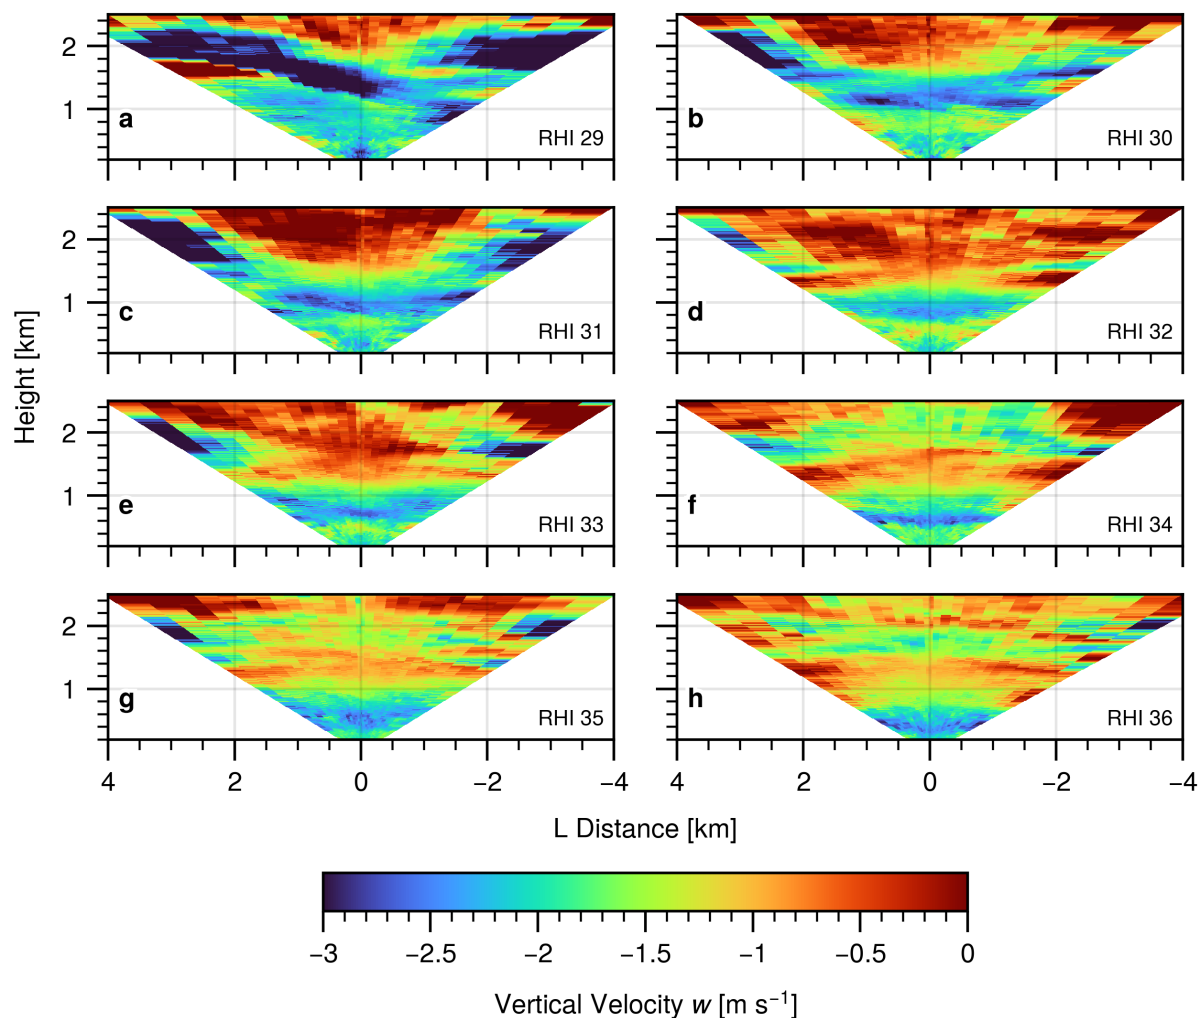 2
1
a
RHI 29
b
RHI 30
2
1
c
RHI 31
d
RHI 32
Height [km]
2
1
e
RHI 33
f
RHI 34
2
1
g
RHI 35
h
RHI 36
4 2 0 −2 −4 4 2 0 −2 −4
L Distance [km]
−3 −2.5 −2 −1.5 −1 −0.5 0
Vertical Velocity w [m s⁻¹]